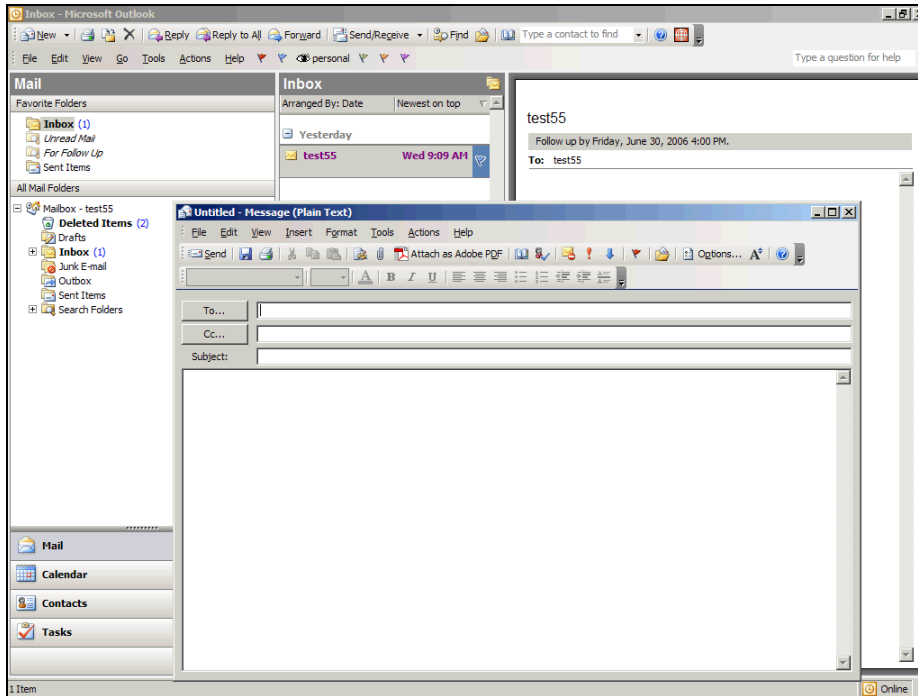 Inbox - Microsoft Outlook
New Reply Reply to All Forward Send/Receive Find Type a contact to find
File Edit View Go Tools Actions Help personal Type a question for help
Mail
Favorite Folders
Inbox (1)
Unread Mail
For Follow Up
Sent Items
All Mail Folders
Mailbox - test55
Deleted Items (2)
Drafts
Inbox (1)
Junk E-mail
Outbox
Sent Items
Search Folders
Mail
Calendar
Contacts
Tasks
Inbox
Arranged By: Date Newest on top
Yesterday
test55 Wed 9:09 AM
test55
Follow up by Friday, June 30, 2006 4:00 PM.
To: test55
Untitled - Message (Plain Text)
File Edit View Insert Format Tools Actions Help
Send Attach as Adobe PDF Options...
A B I U
To...
Cc...
Subject:
1 Item Online